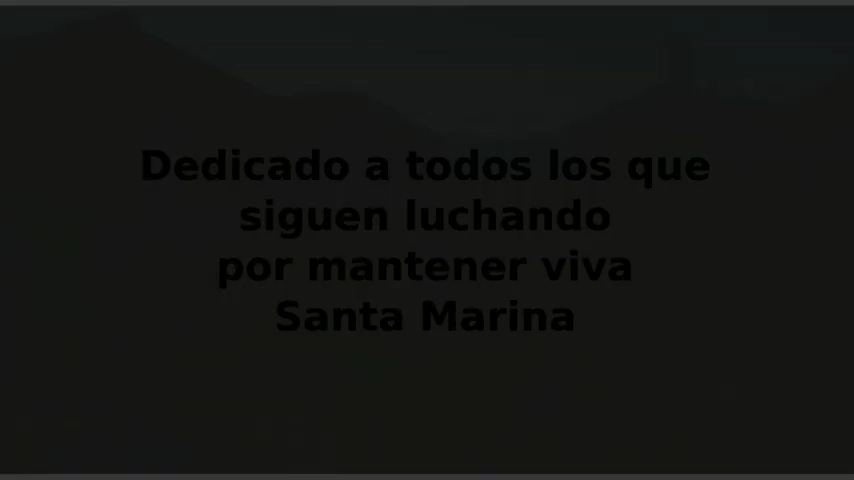 Dedicado a todos los que
siguen luchando
por mantener viva
Santa Marina